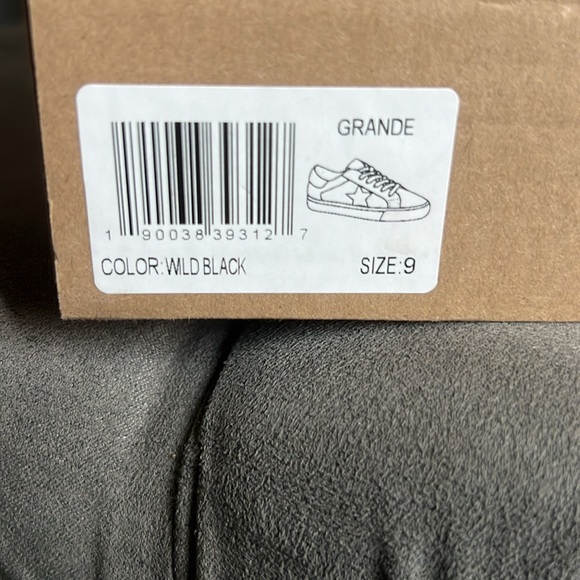 GRANDE
1 90038 39312 7
COLOR: WILD BLACK
SIZE: 9